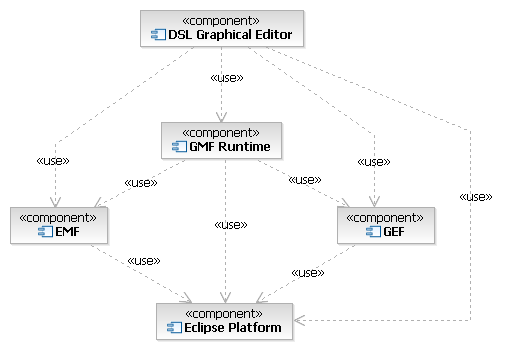 «component»
DSL Graphical Editor
«use»
«component»
GMF Runtime
«use»
«use»
«use»
«use»
«use»
«use»
«component»
EMF
«component»
GEF
«use»
«use»
«component»
Eclipse Platform